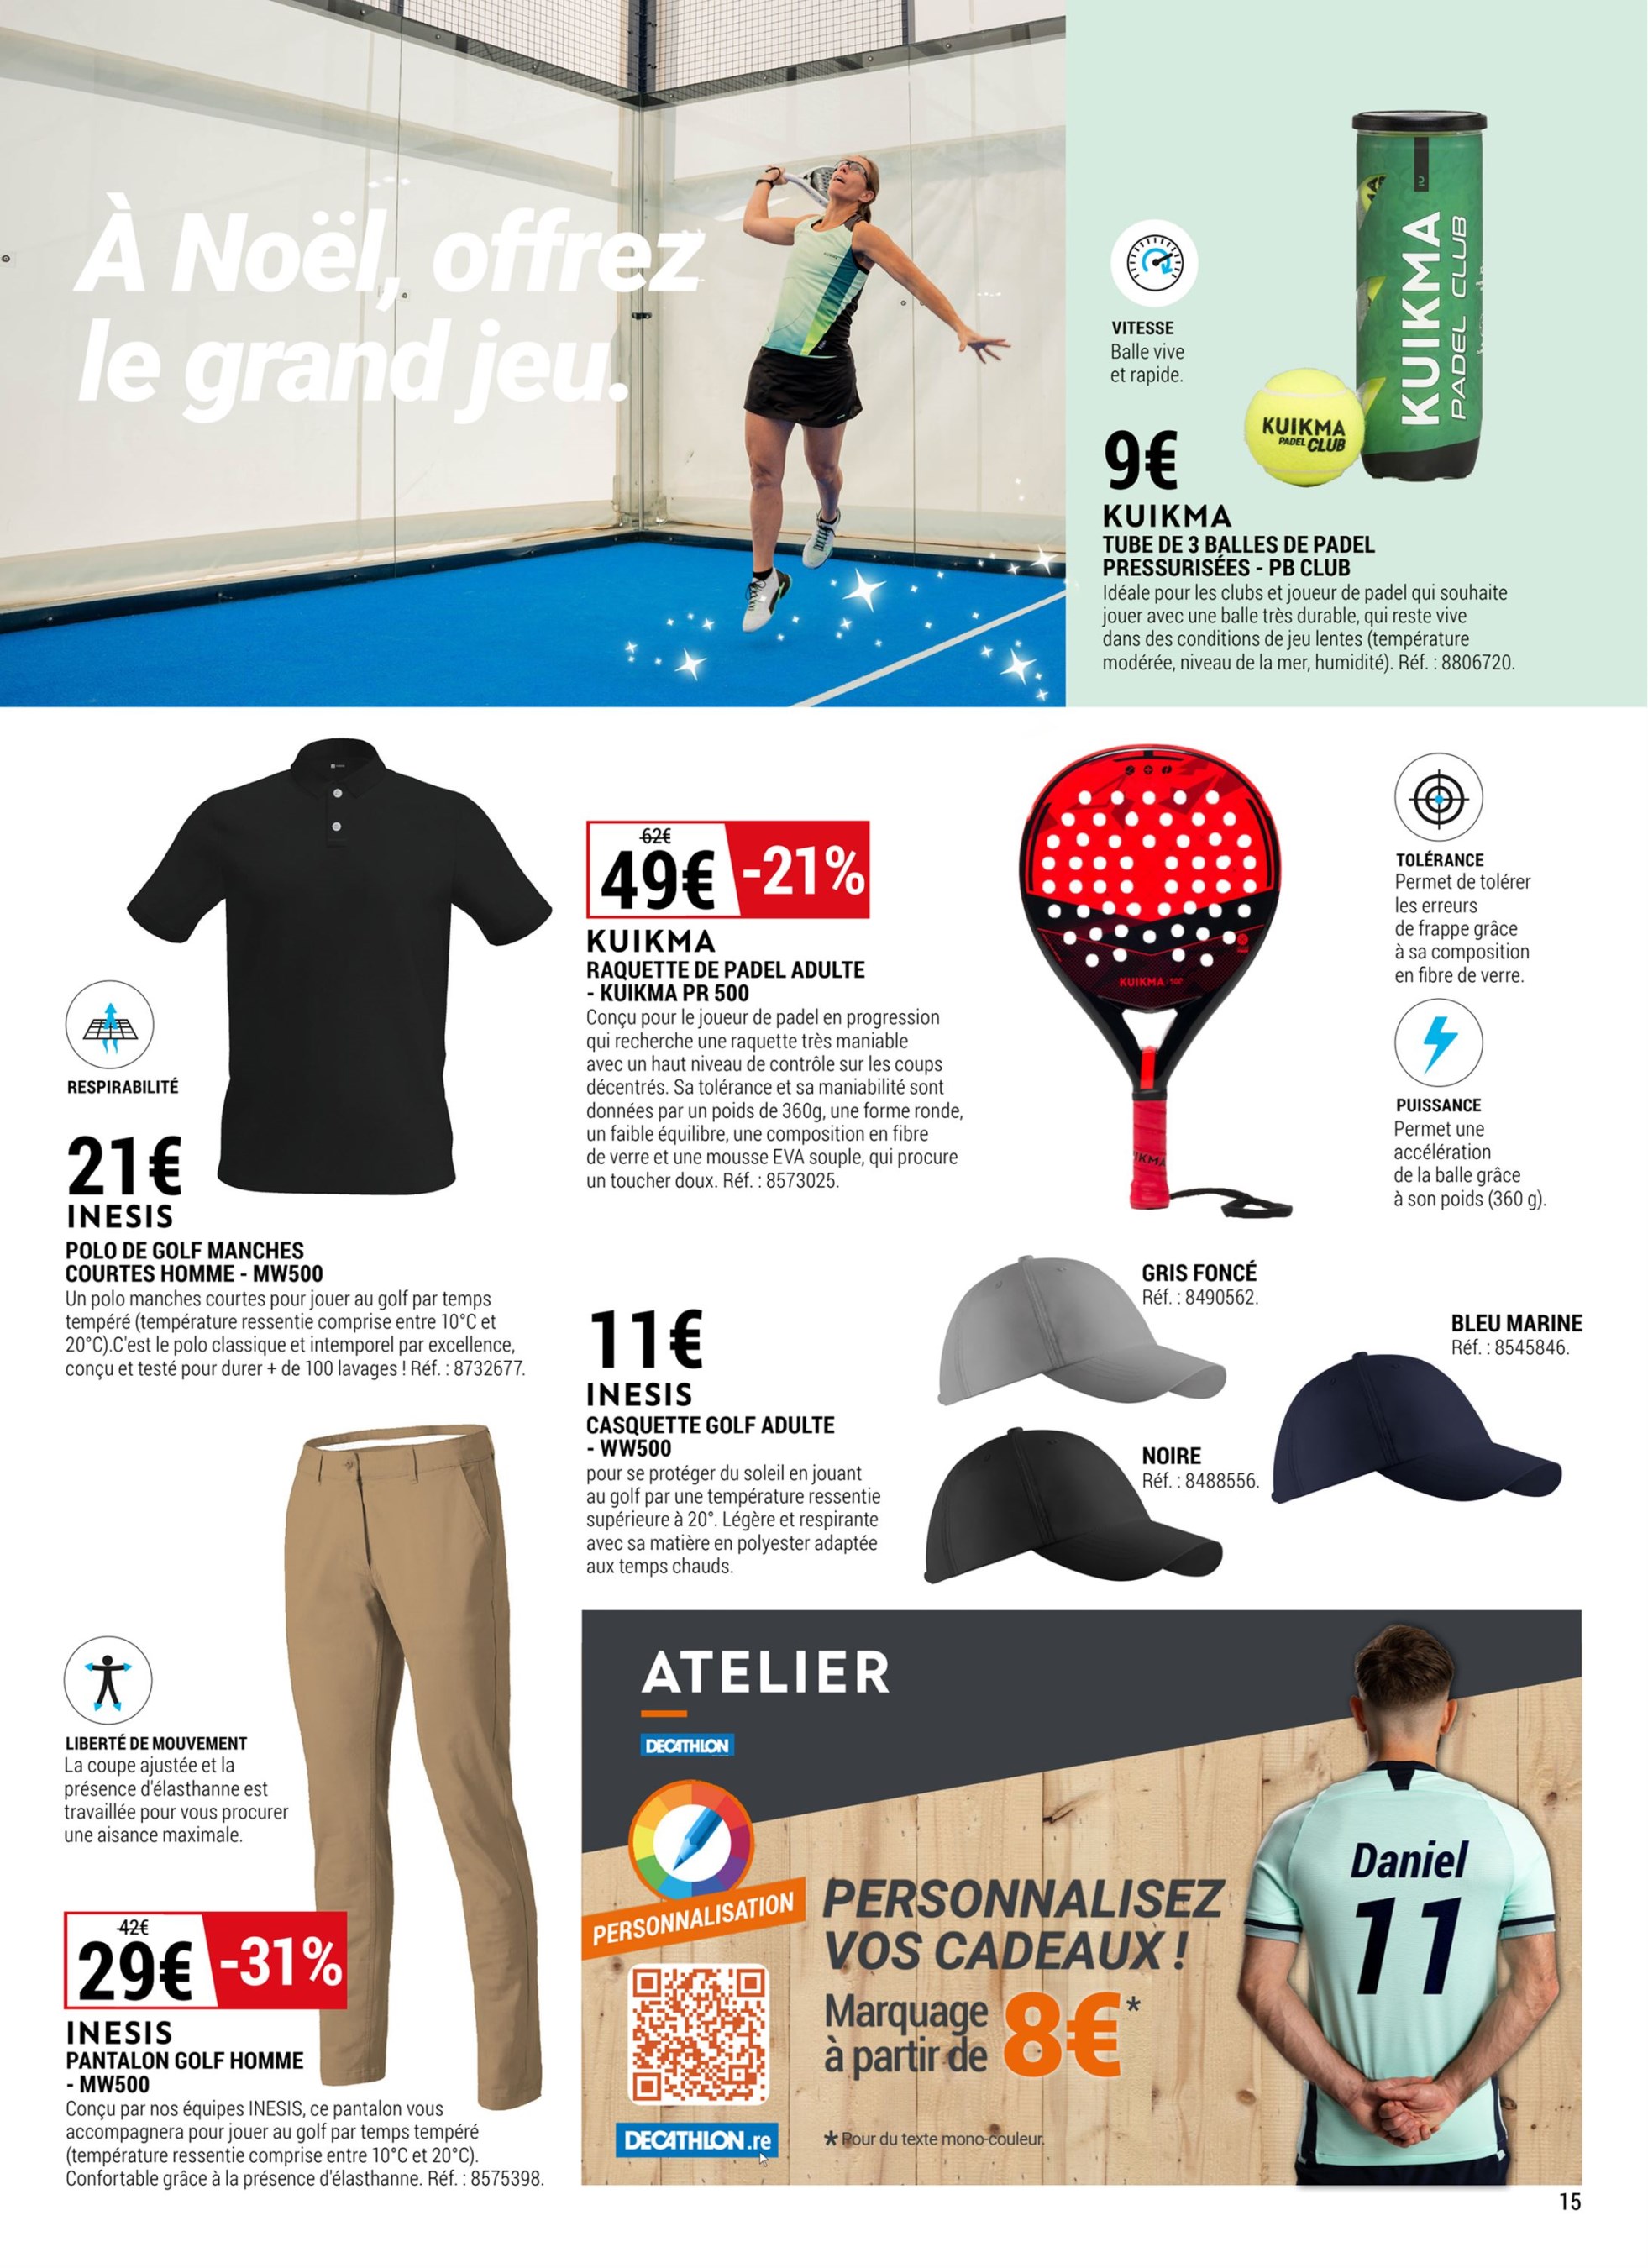 À Noël, offrez
le grand jeu.
VITESSE
Balle vive
et rapide.
KUIKMA
PADEL CLUB
KUIKMA
PADEL CLUB
9€
KUIKMA
TUBE DE 3 BALLES DE PADEL
PRESSURISÉES - PB CLUB
Idéale pour les clubs et joueur de padel qui souhaite
jouer avec une balle très durable, qui reste vive
dans des conditions de jeu lentes (température
modérée, niveau de la mer, humidité). Réf. : 8806720.
RESPIRABILITÉ
21€
INESIS
POLO DE GOLF MANCHES
COURTES HOMME - MW500
Un polo manches courtes pour jouer au golf par temps
tempéré (température ressentie comprise entre 10°C et
20°C).C'est le polo classique et intemporel par excellence,
conçu et testé pour durer + de 100 lavages ! Réf. : 8732677.
62€
49€ -21%
KUIKMA
RAQUETTE DE PADEL ADULTE
- KUIKMA PR 500
Conçu pour le joueur de padel en progression
qui recherche une raquette très maniable
avec un haut niveau de contrôle sur les coups
décentrés. Sa tolérance et sa maniabilité sont
données par un poids de 360g, une forme ronde,
un faible équilibre, une composition en fibre
de verre et une mousse EVA souple, qui procure
un toucher doux. Réf. : 8573025.
KUIKMA 500
IKMA
TOLÉRANCE
Permet de tolérer
les erreurs
de frappe grâce
à sa composition
en fibre de verre.
PUISSANCE
Permet une
accélération
de la balle grâce
à son poids (360 g).
11€
INESIS
CASQUETTE GOLF ADULTE
- WW500
pour se protéger du soleil en jouant
au golf par une température ressentie
supérieure à 20°. Légère et respirante
avec sa matière en polyester adaptée
aux temps chauds.
GRIS FONCÉ
Réf. : 8490562.
BLEU MARINE
Réf. : 8545846.
NOIRE
Réf. : 8488556.
LIBERTÉ DE MOUVEMENT
La coupe ajustée et la
présence d'élasthanne est
travaillée pour vous procurer
une aisance maximale.
42€
29€ -31%
INESIS
PANTALON GOLF HOMME
- MW500
Conçu par nos équipes INESIS, ce pantalon vous
accompagnera pour jouer au golf par temps tempéré
(température ressentie comprise entre 10°C et 20°C).
Confortable grâce à la présence d'élasthanne. Réf. : 8575398.
ATELIER
DECATHLON
PERSONNALISATION
PERSONNALISEZ
VOS CADEAUX !
Marquage
à partir de 8€*
DECATHLON.re
* Pour du texte mono-couleur.
Daniel
11
15